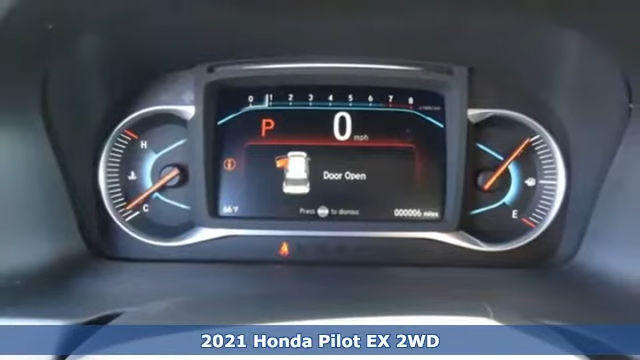 0 1 2 3 4 5 6 7 8
P 0 mph
H
Door Open
C
E
66°F
Press to dismiss
000006 miles
2021 Honda Pilot EX 2WD